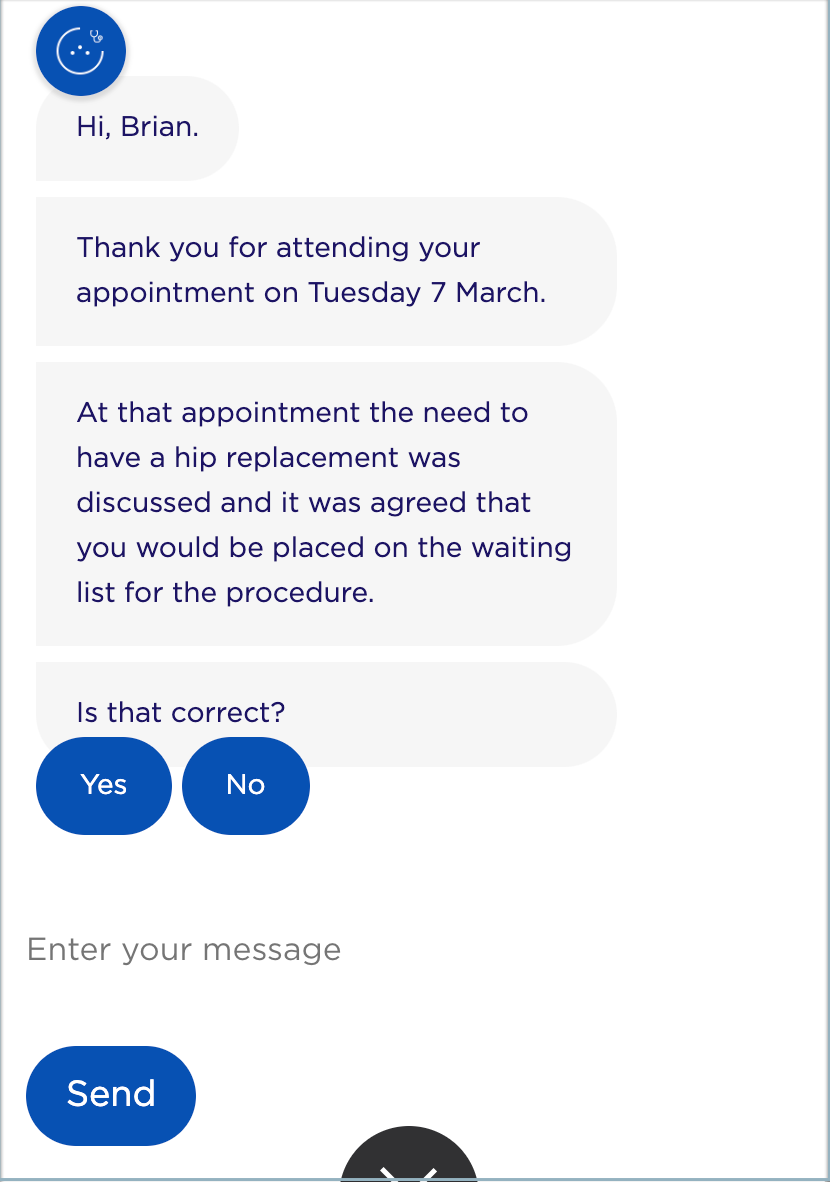 Hi, Brian.
Thank you for attending your
appointment on Tuesday 7 March.
At that appointment the need to
have a hip replacement was
discussed and it was agreed that
you would be placed on the waiting
list for the procedure.
Is that correct?
Yes No
Enter your message
Send